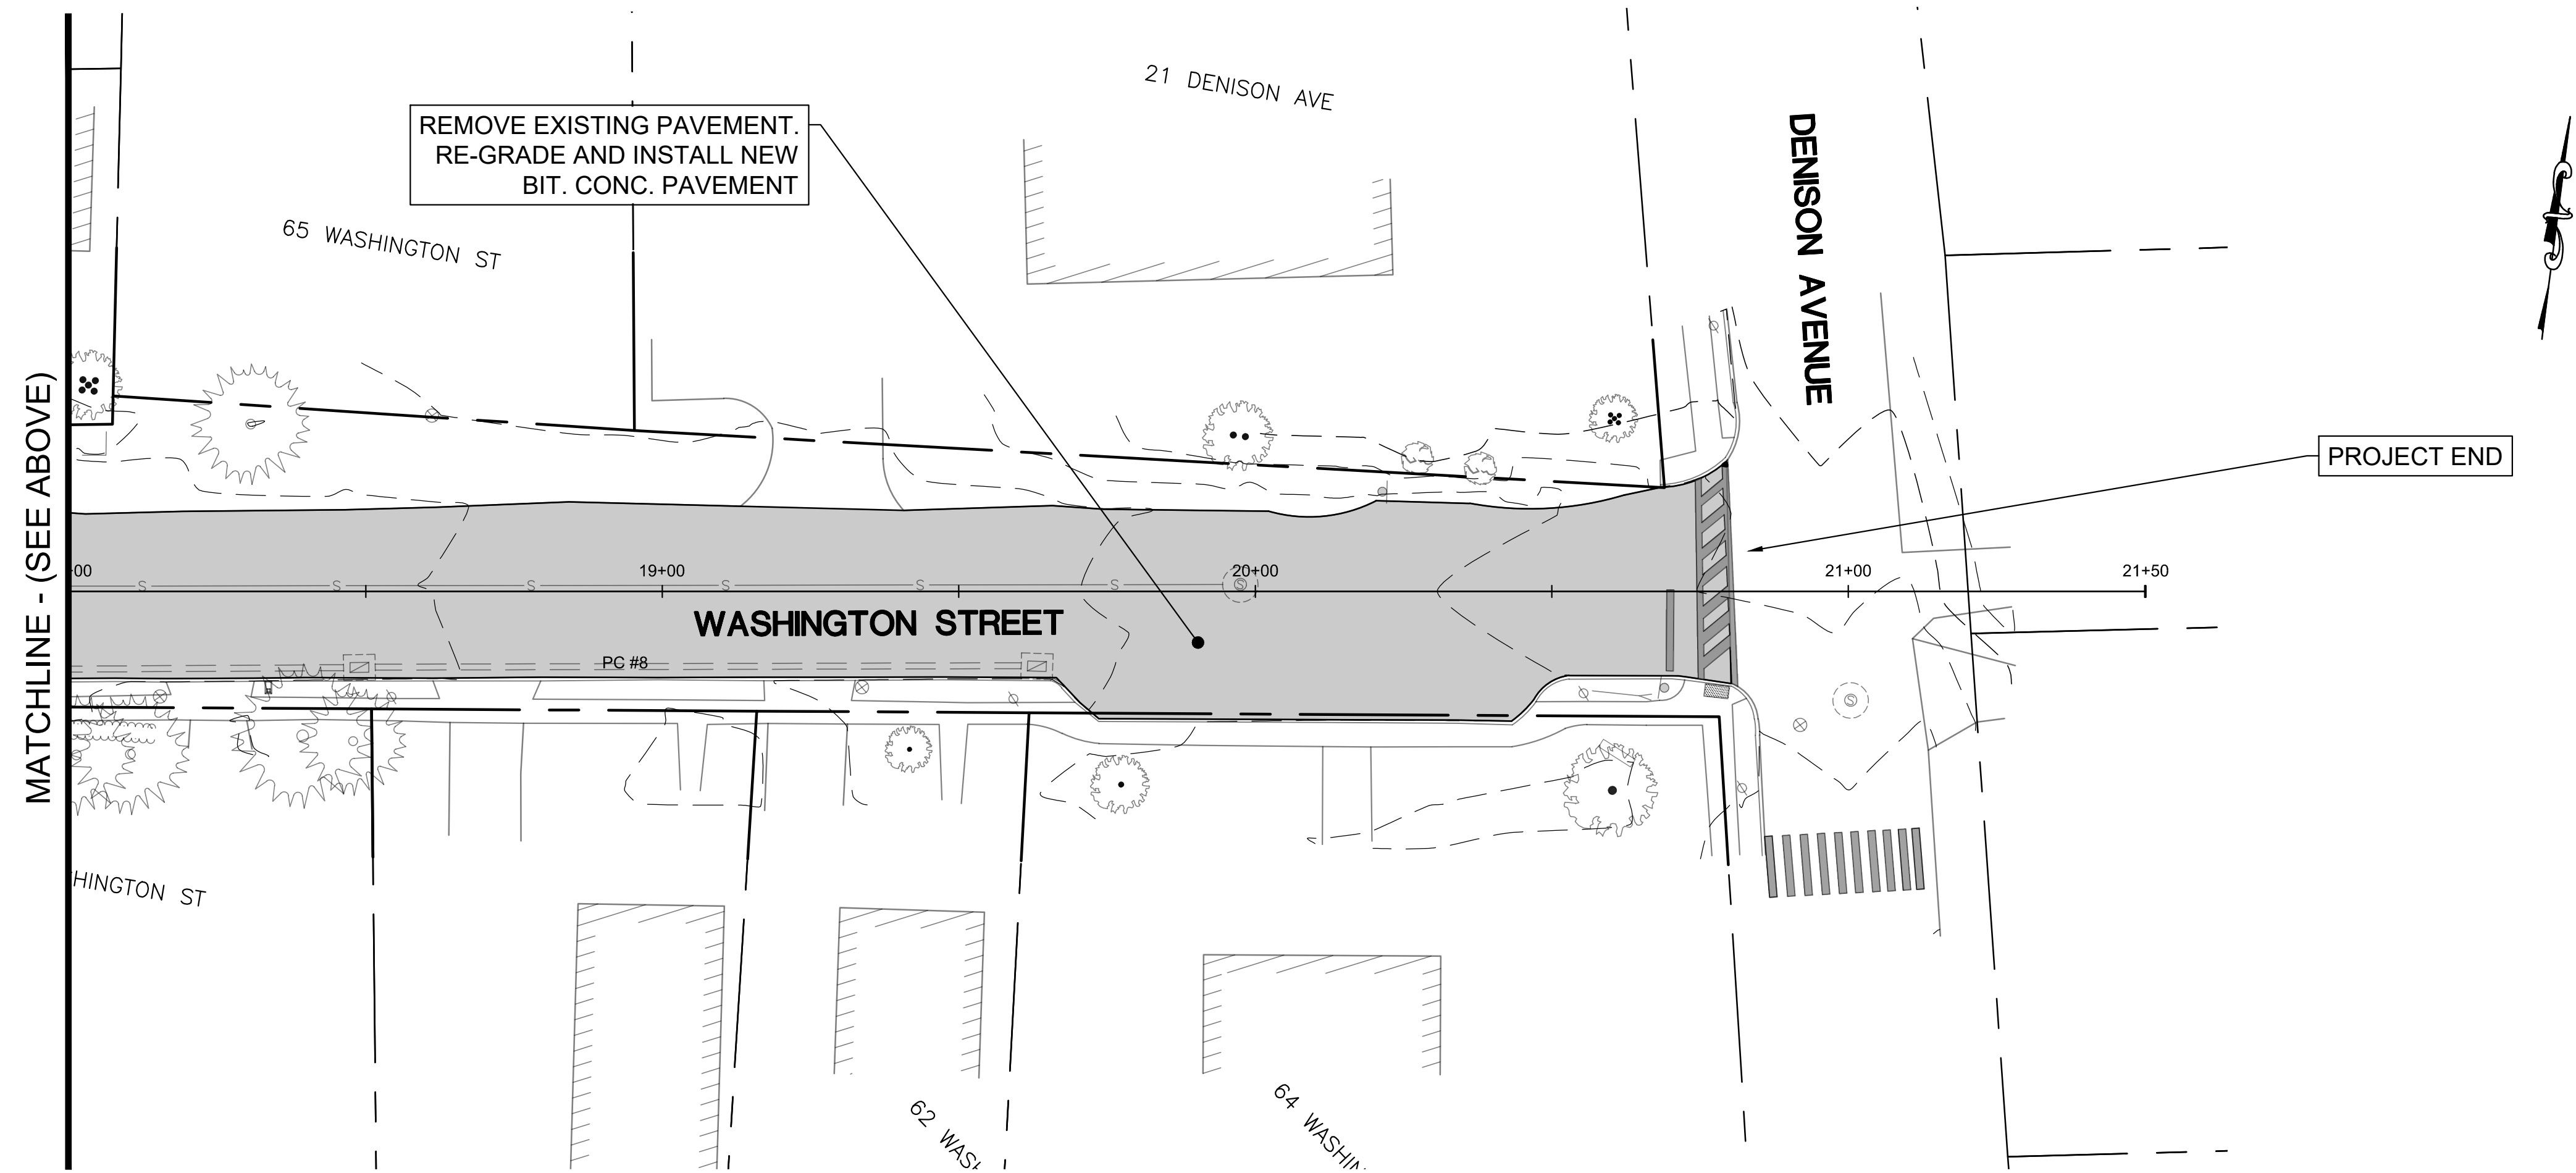 21 DENISON AVE
REMOVE EXISTING PAVEMENT.
RE-GRADE AND INSTALL NEW
BIT. CONC. PAVEMENT
65 WASHINGTON ST
DENISON AVENUE
PROJECT END
MATCHLINE - (SEE ABOVE)
+00
19+00
20+00
21+00
21+50
S S S S S S S
WASHINGTON STREET
PC #8
S
HINGTON ST
62 WASH
64 WASHIN